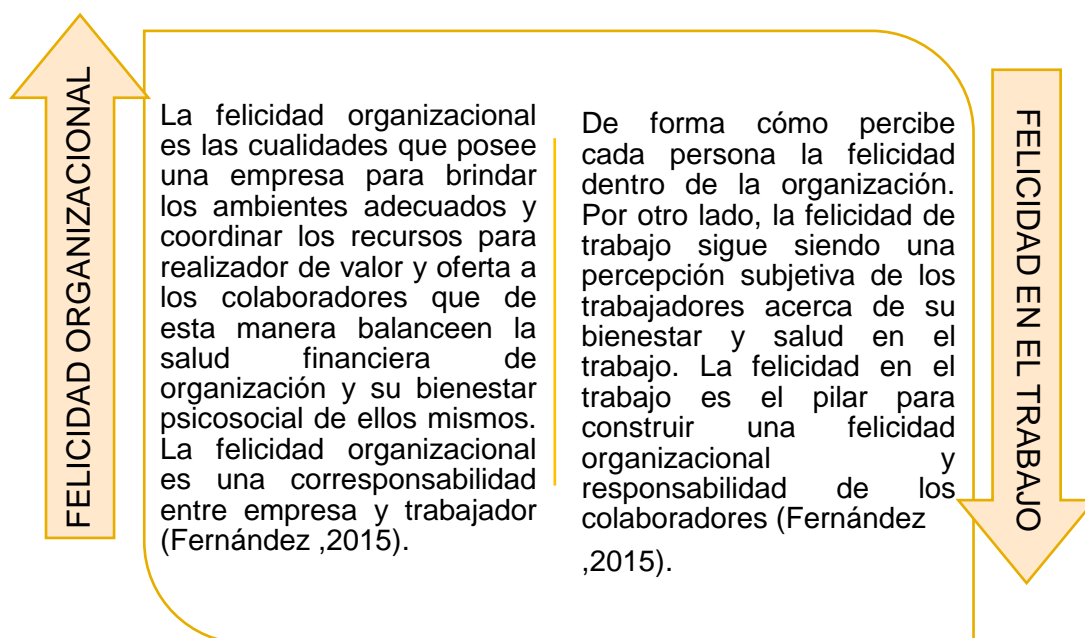 FELICIDAD ORGANIZACIONAL
La felicidad organizacional
es las cualidades que posee
una empresa para brindar
los ambientes adecuados y
coordinar los recursos para
realizador de valor y oferta a
los colaboradores que de
esta manera balanceen la
salud financiera de
organización y su bienestar
psicosocial de ellos mismos.
La felicidad organizacional
es una corresponsabilidad
entre empresa y trabajador
(Fernández ,2015).
De forma cómo percibe
cada persona la felicidad
dentro de la organización.
Por otro lado, la felicidad de
trabajo sigue siendo una
percepción subjetiva de los
trabajadores acerca de su
bienestar y salud en el
trabajo. La felicidad en el
trabajo es el pilar para
construir una felicidad
organizacional y
responsabilidad de los
colaboradores (Fernández
,2015).
FELICIDAD EN EL TRABAJO